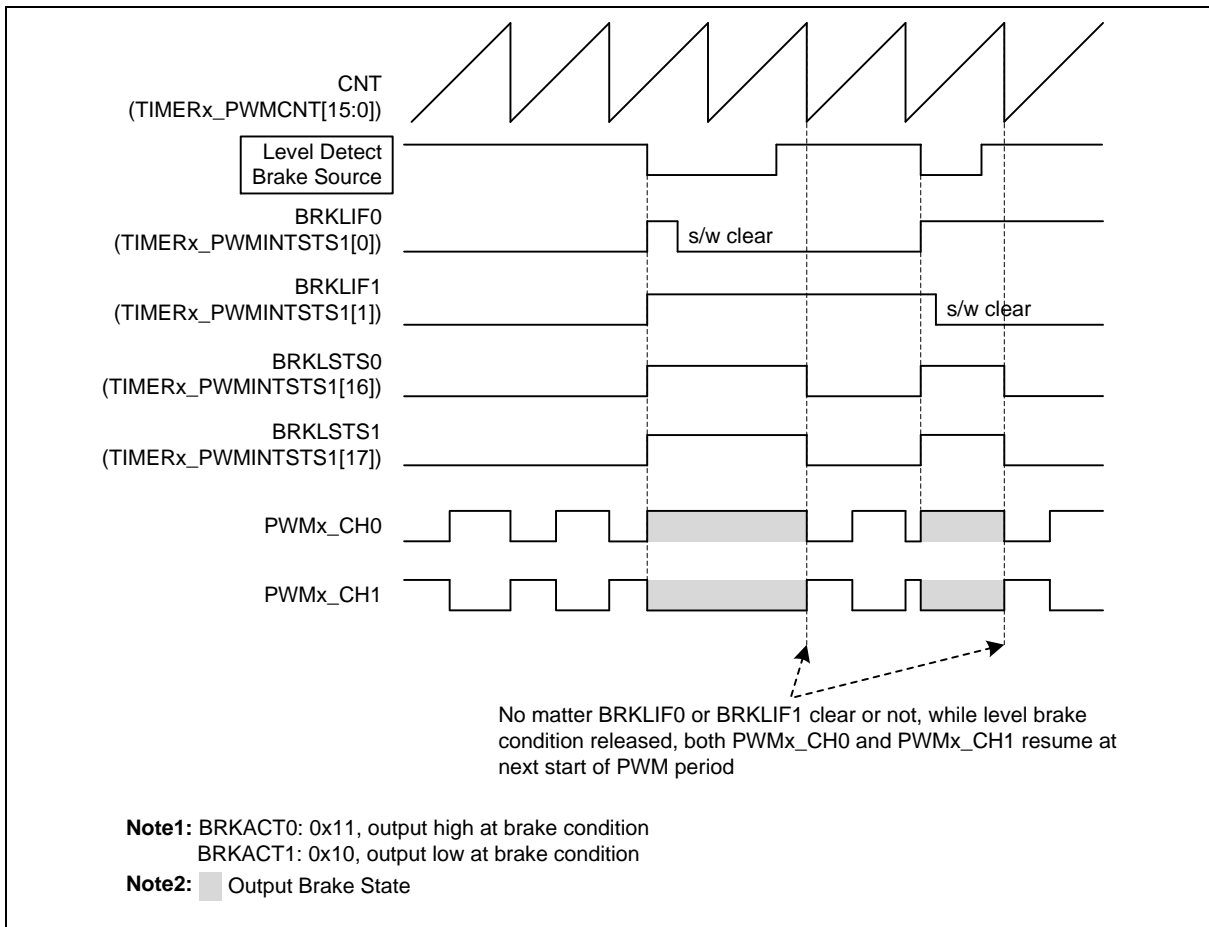 CNT
(TIMERx_PWMCNT[15:0])
Level Detect
Brake Source
BRKLIF0
(TIMERx_PWMINTSTS1[0])
s/w clear
BRKLIF1
(TIMERx_PWMINTSTS1[1])
s/w clear
BRKLSTS0
(TIMERx_PWMINTSTS1[16])
BRKLSTS1
(TIMERx_PWMINTSTS1[17])
PWMx_CH0
PWMx_CH1
No matter BRKLIF0 or BRKLIF1 clear or not, while level brake
condition released, both PWMx_CH0 and PWMx_CH1 resume at
next start of PWM period
Note1: BRKACT0: 0x11, output high at brake condition
BRKACT1: 0x10, output low at brake condition
Note2: Output Brake State